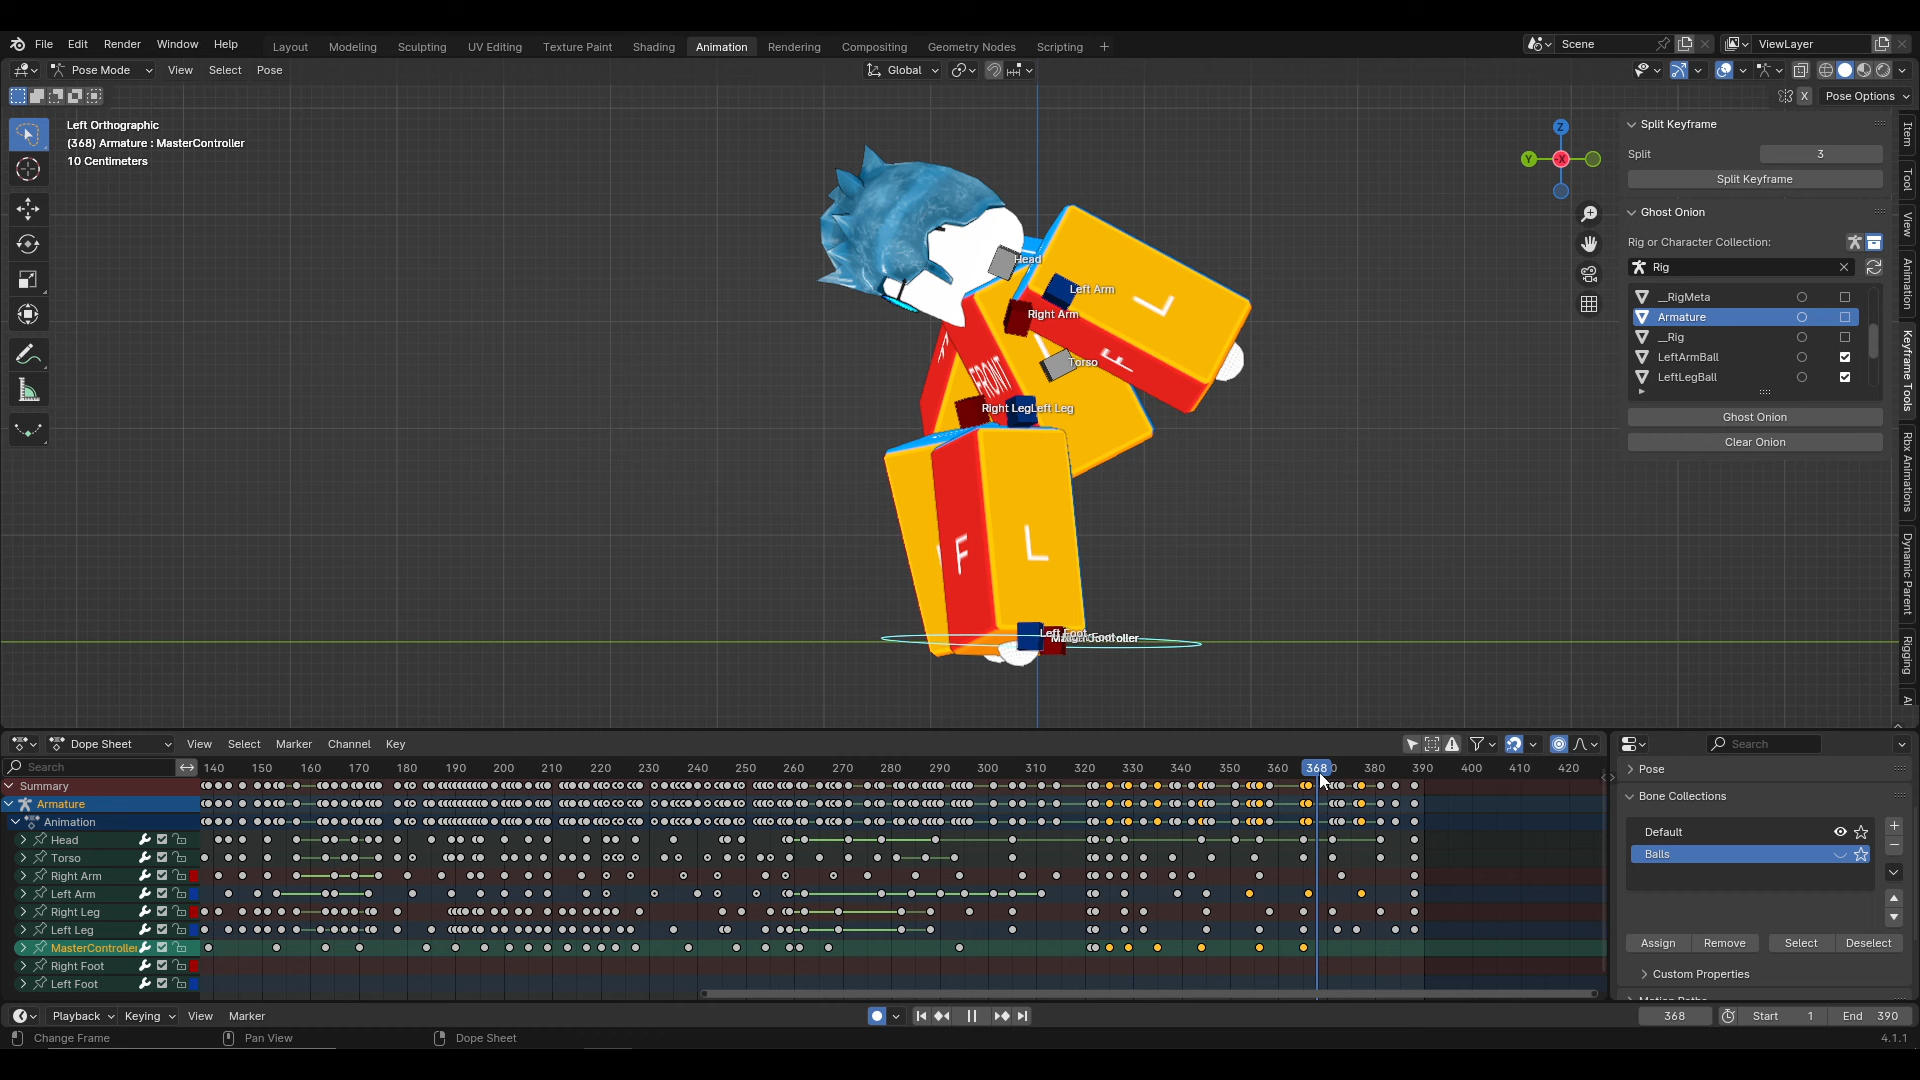 File Edit Render Window Help Layout Modeling Sculpting UV Editing Texture Paint Shading Animation Rendering Compositing Geometry Nodes Scripting + Scene ViewLayer
Pose Mode View Select Pose Global
X Pose Options
Left Orthographic
(368) Armature : MasterController
10 Centimeters
Z
Y -X
Split Keyframe
Split 3
Split Keyframe
Ghost Onion
Rig or Character Collection:
Rig
__RigMeta
Armature
__Rig
LeftArmBall
LeftLegBall
Ghost Onion
Clear Onion
Item
Tool
View
Animation
Keyframe Tools
Rbx Animations
Dynamic Parent
Rigging
Head
Left Arm
Right Arm
Torso
Right Leg Left Leg
Left Foot
L
F
FRONT
F
L
Dope Sheet View Select Marker Channel Key
Search 140 150 160 170 180 190 200 210 220 230 240 250 260 270 280 290 300 310 320 330 340 350 360 368 380 390 400 410 420
Summary
Armature
Animation
Head
Torso
Right Arm
Left Arm
Right Leg
Left Leg
MasterController
Right Foot
Left Foot
Search
Pose
Bone Collections
Default
Balls
Assign Remove Select Deselect
Custom Properties
Playback Keying View Marker 368 Start 1 End 390
Change Frame Pan View Dope Sheet 4.1.1